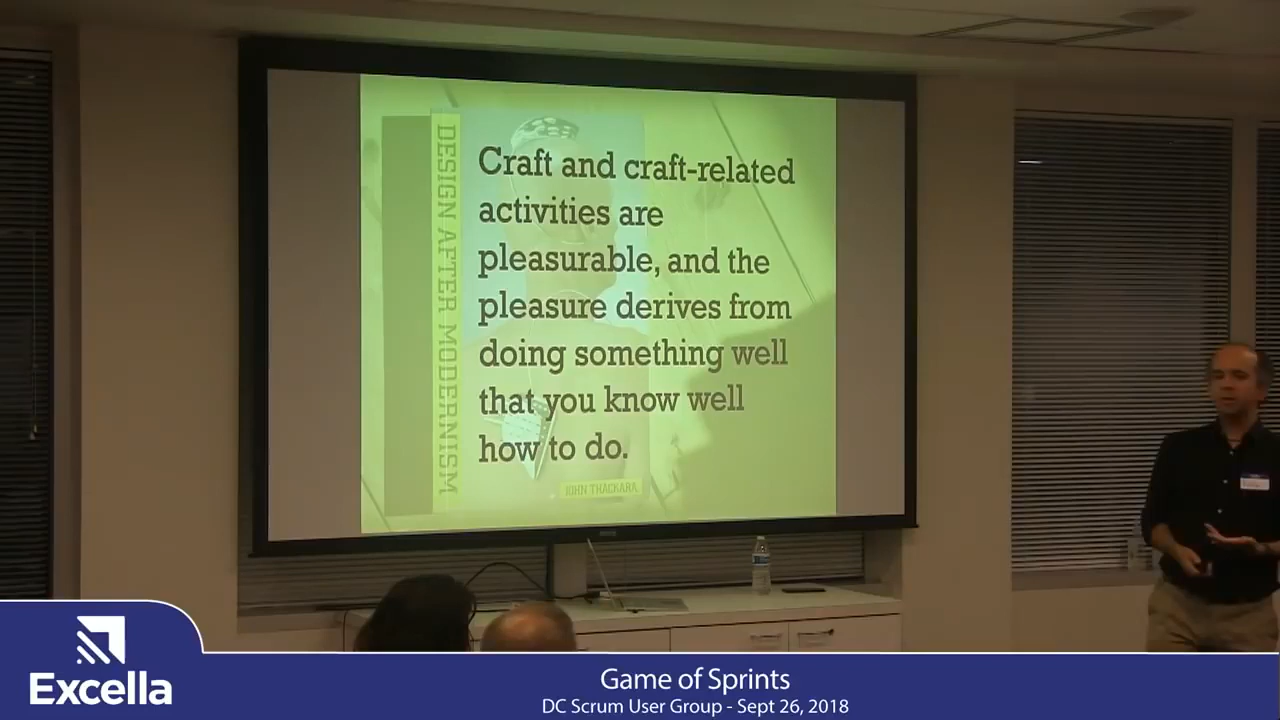 DESIGN AFTER MODERNISM
Craft and craft-related
activities are
pleasurable, and the
pleasure derives from
doing something well
that you know well
how to do.
JOHN THACKARA
Excella
Game of Sprints
DC Scrum User Group - Sept 26, 2018